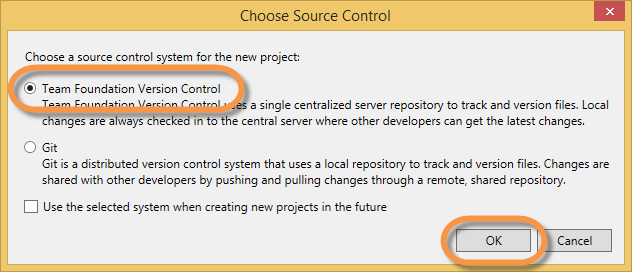 Choose Source Control
Choose a source control system for the new project:
Team Foundation Version Control
Team Foundation Version Control uses a single centralized server repository to track and version files. Local
changes are always checked in to the central server where other developers can get the latest changes.
Git
Git is a distributed version control system that uses a local repository to track and version files. Changes are
shared with other developers by pushing and pulling changes through a remote, shared repository.
Use the selected system when creating new projects in the future
OK Cancel